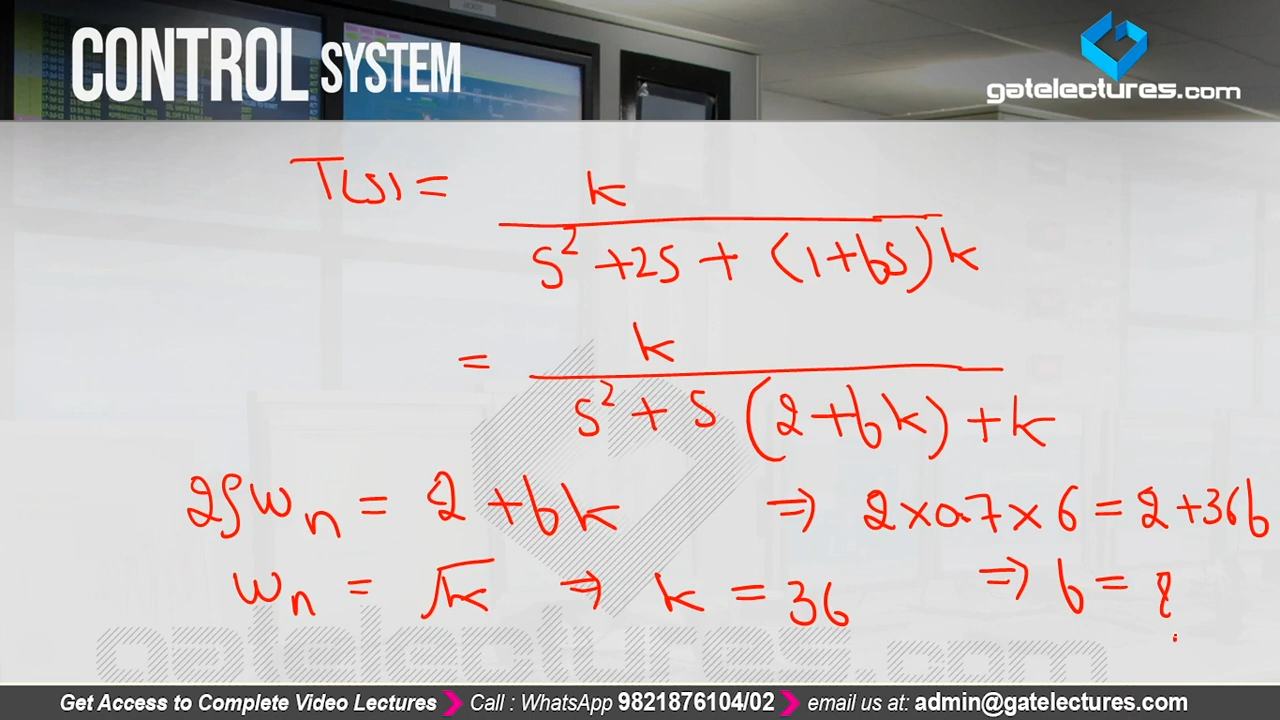 CONTROL SYSTEM
gatelectures.com
T(s) = k
s² + 2s + (1+bs)k
= k
s² + s (2+bk) + k
2ζωn = 2 + bk ⇒ 2×0.7×6 = 2+36b
ωn = √k ⇒ k = 36 ⇒ b = ?
gatelectures.com
Get Access to Complete Video Lectures Call : WhatsApp 9821876104/02 email us at: admin@gatelectures.com